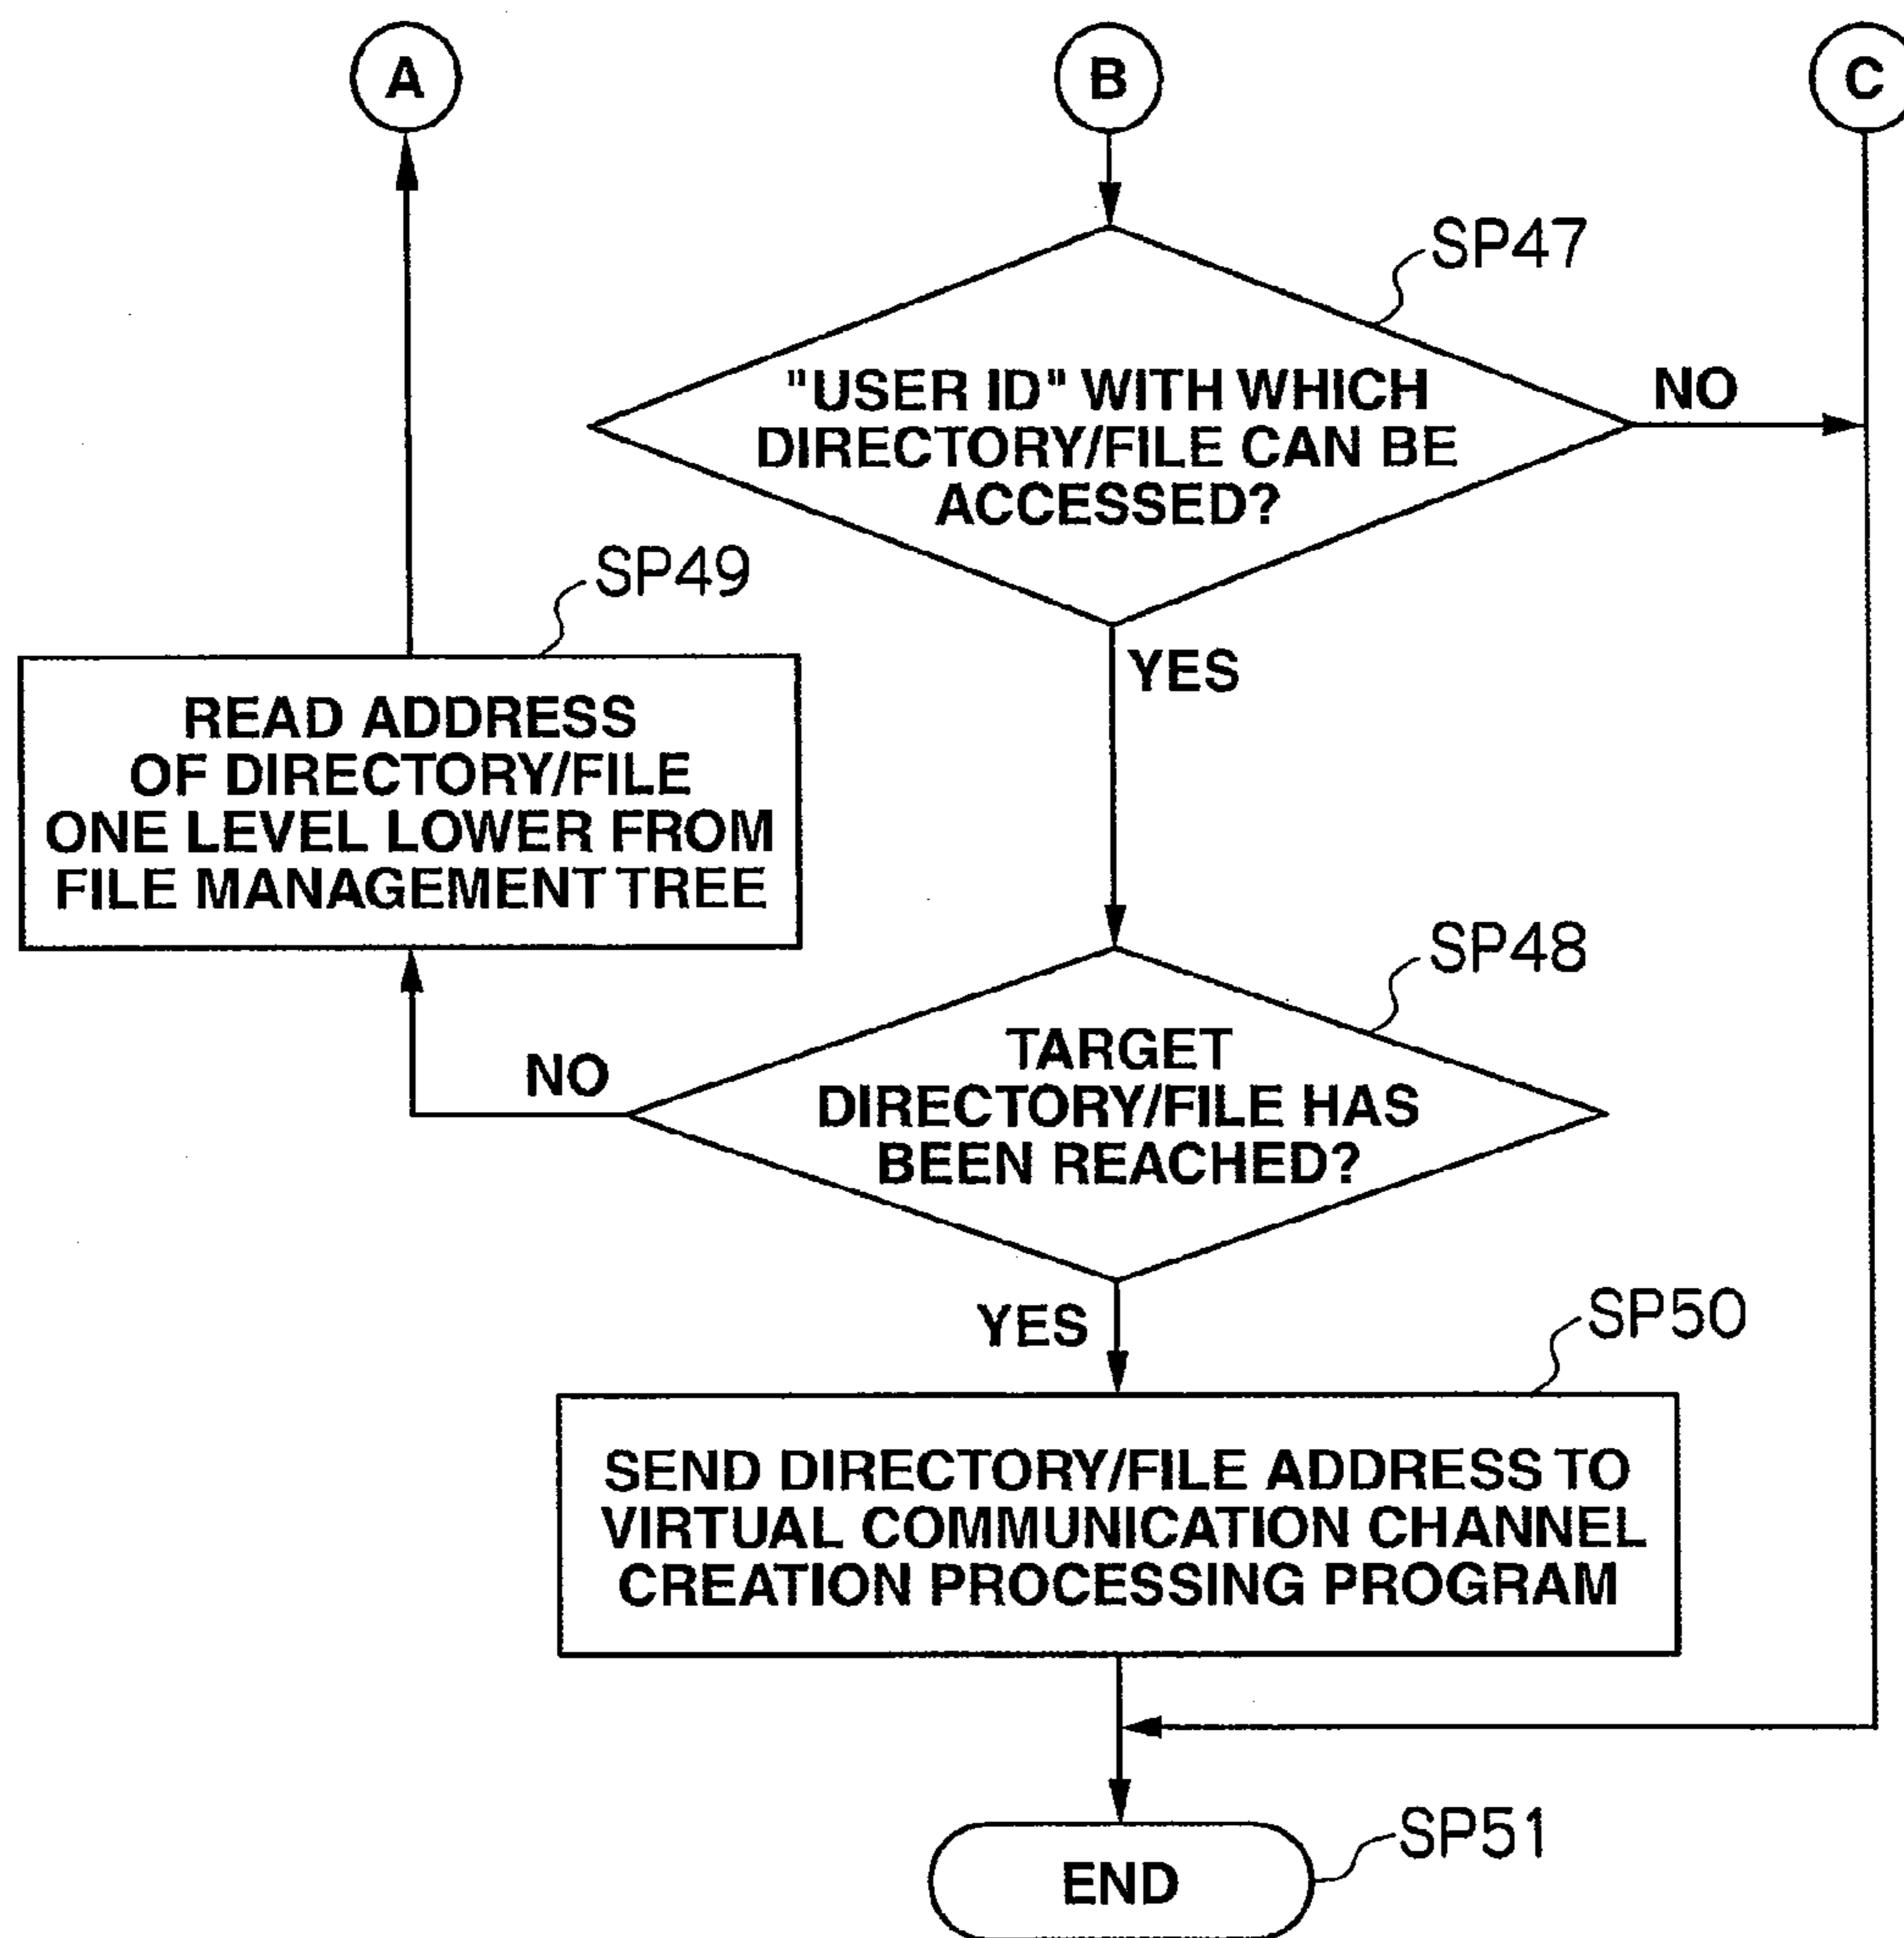 A
B
C
SP47
"USER ID" WITH WHICH
DIRECTORY/FILE CAN BE
ACCESSED?
NO
YES
SP49
READ ADDRESS
OF DIRECTORY/FILE
ONE LEVEL LOWER FROM
FILE MANAGEMENT TREE
SP48
TARGET
DIRECTORY/FILE HAS
BEEN REACHED?
NO
YES
SP50
SEND DIRECTORY/FILE ADDRESS TO
VIRTUAL COMMUNICATION CHANNEL
CREATION PROCESSING PROGRAM
END
SP51